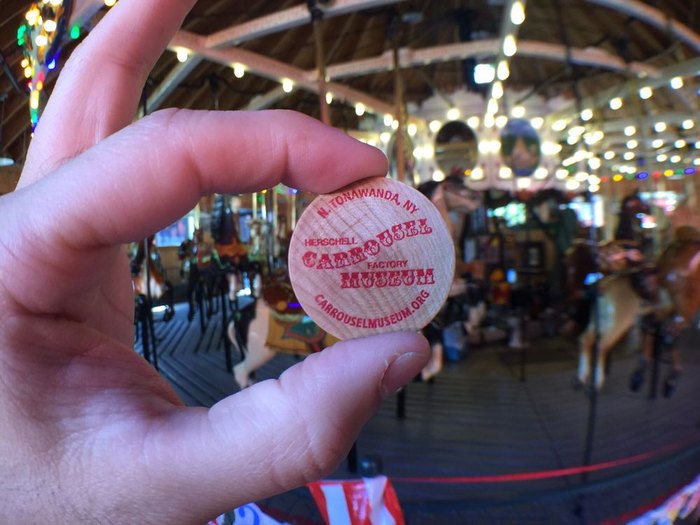 N. TONAWANDA, NY
HERSCHELL
CARROUSEL
FACTORY
MUSEUM
CARROUSELMUSEUM.ORG